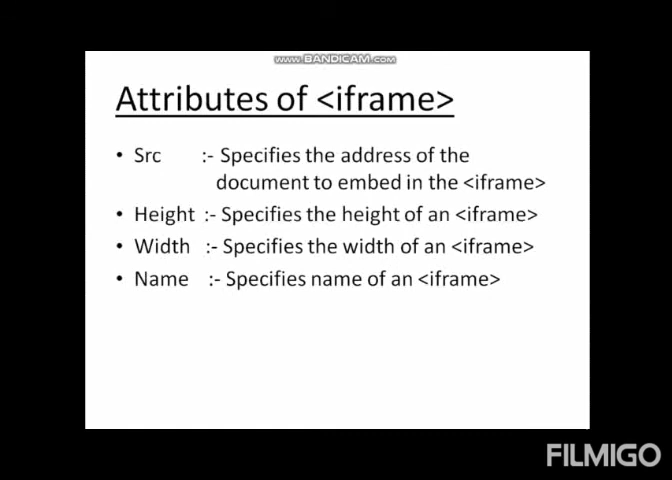 www.BANDICAM.com
Attributes of <iframe>
• Src :- Specifies the address of the
document to embed in the <iframe>
• Height :- Specifies the height of an <iframe>
• Width :- Specifies the width of an <iframe>
• Name :- Specifies name of an <iframe>
FILMIGO